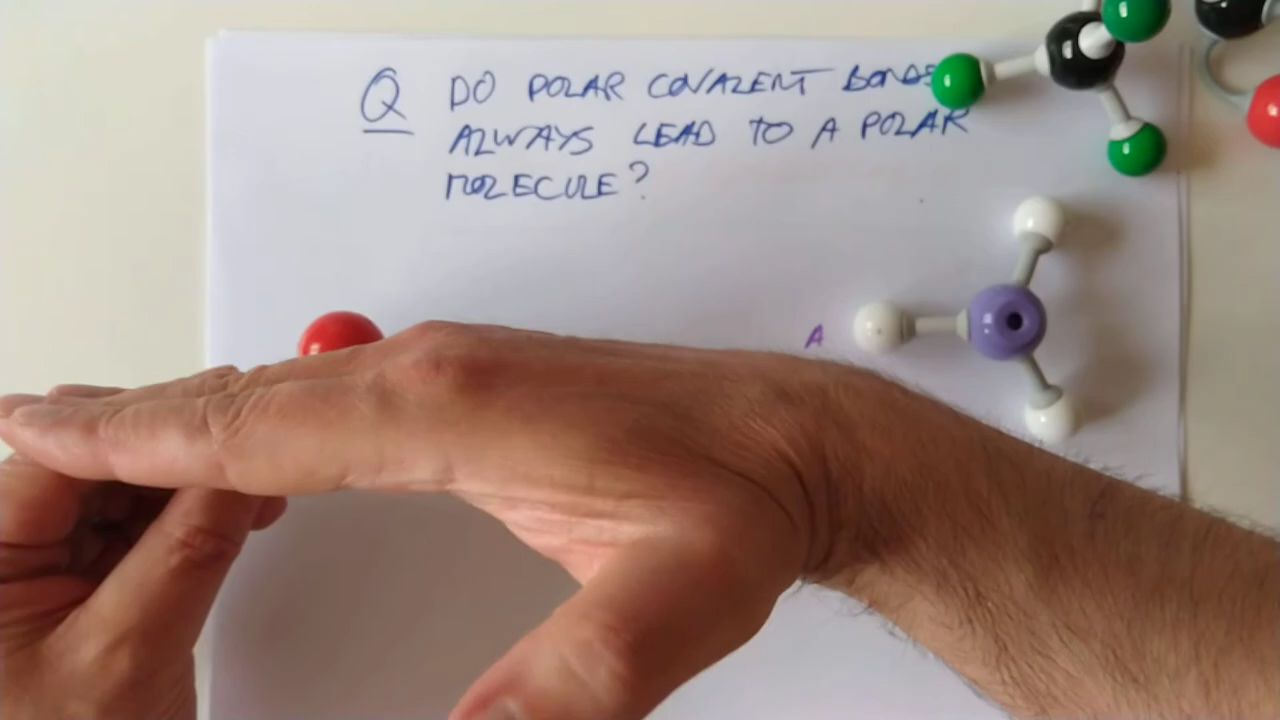 Q DO POLAR COVALENT BONDS
ALWAYS LEAD TO A POLAR
MOLECULE?
A